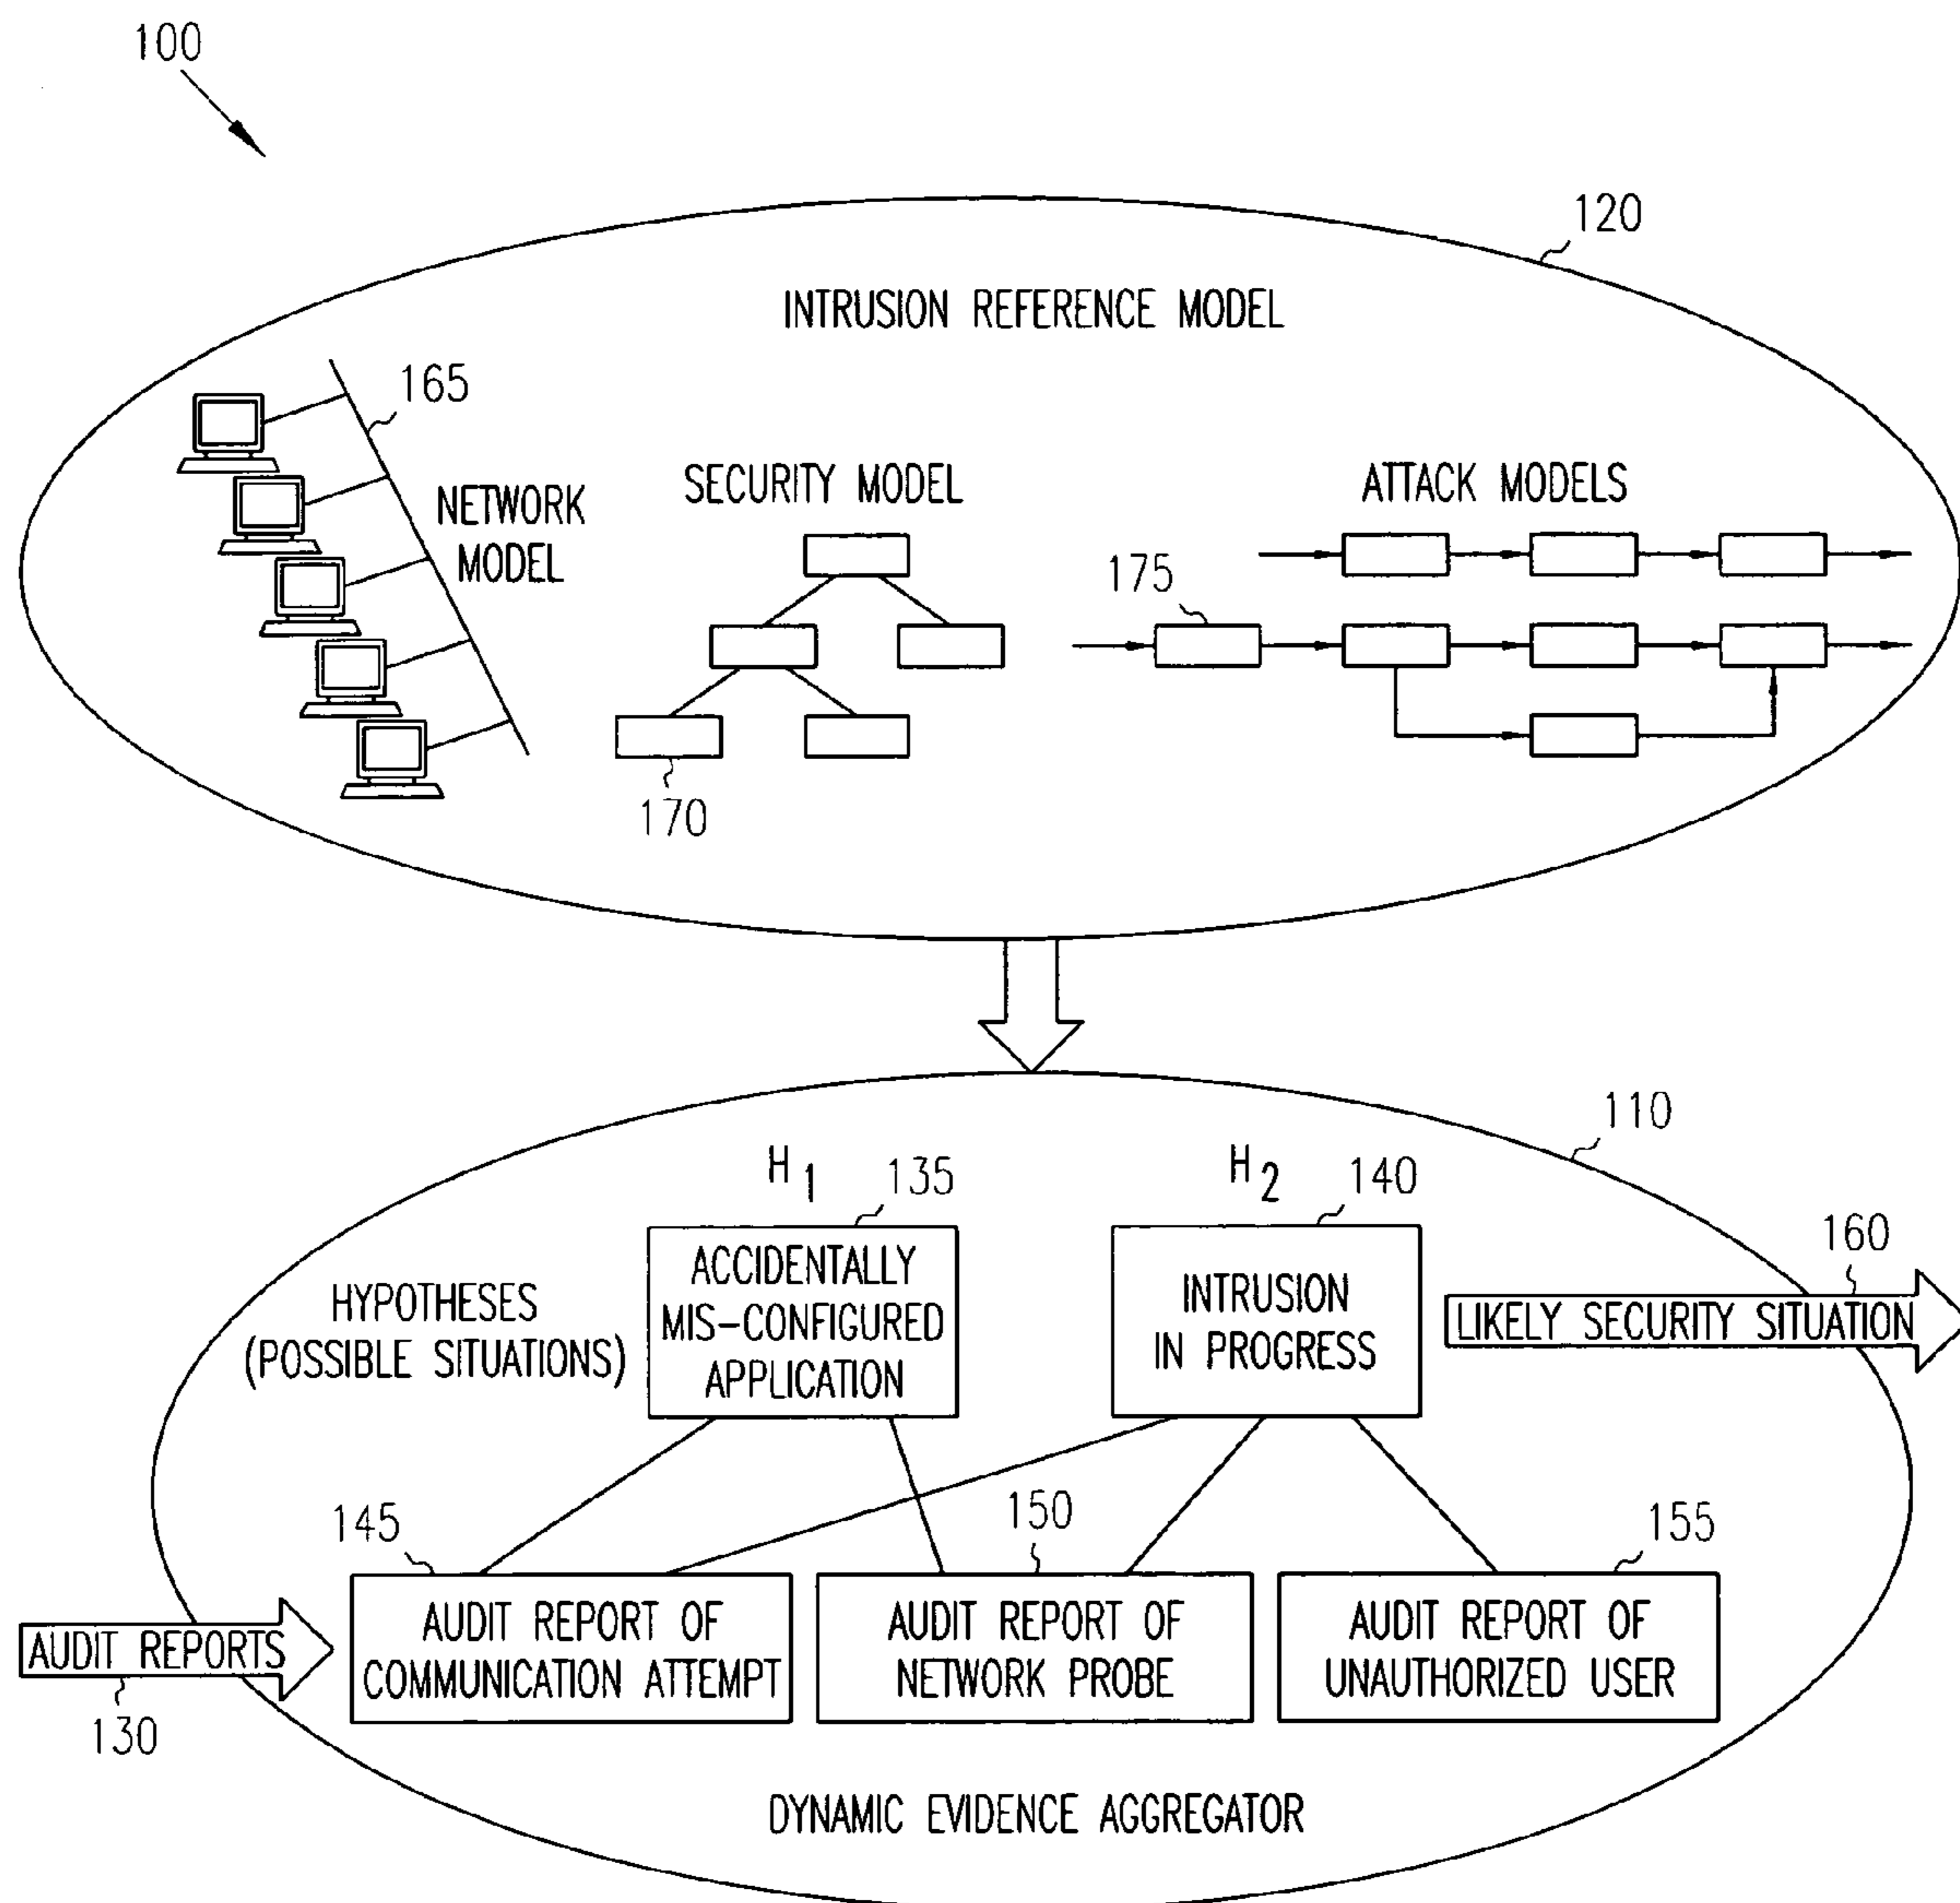 100
120
INTRUSION REFERENCE MODEL
165
NETWORK
MODEL
SECURITY MODEL
ATTACK MODELS
175
170
110
H1
135
H2
140
160
HYPOTHESES
(POSSIBLE SITUATIONS)
ACCIDENTALLY
MIS-CONFIGURED
APPLICATION
INTRUSION
IN PROGRESS
LIKELY SECURITY SITUATION
145
150
155
AUDIT REPORTS
130
AUDIT REPORT OF
COMMUNICATION ATTEMPT
AUDIT REPORT OF
NETWORK PROBE
AUDIT REPORT OF
UNAUTHORIZED USER
DYNAMIC EVIDENCE AGGREGATOR